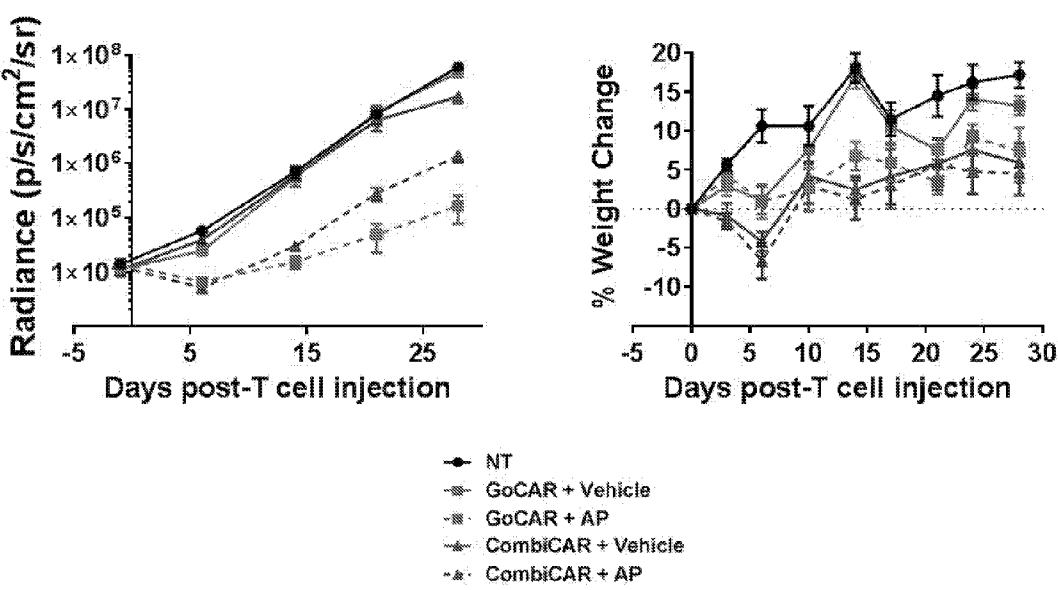 Radiance (p/s/cm²/sr)
1×10⁸
1×10⁷
1×10⁶
1×10⁵
1×10⁴
-5 5 15 25
Days post-T cell injection
% Weight Change
20
15
10
5
0
-5
-10
-5 0 5 10 15 20 25 30
Days post-T cell injection
NT
GoCAR + Vehicle
GoCAR + AP
CombiCAR + Vehicle
CombiCAR + AP